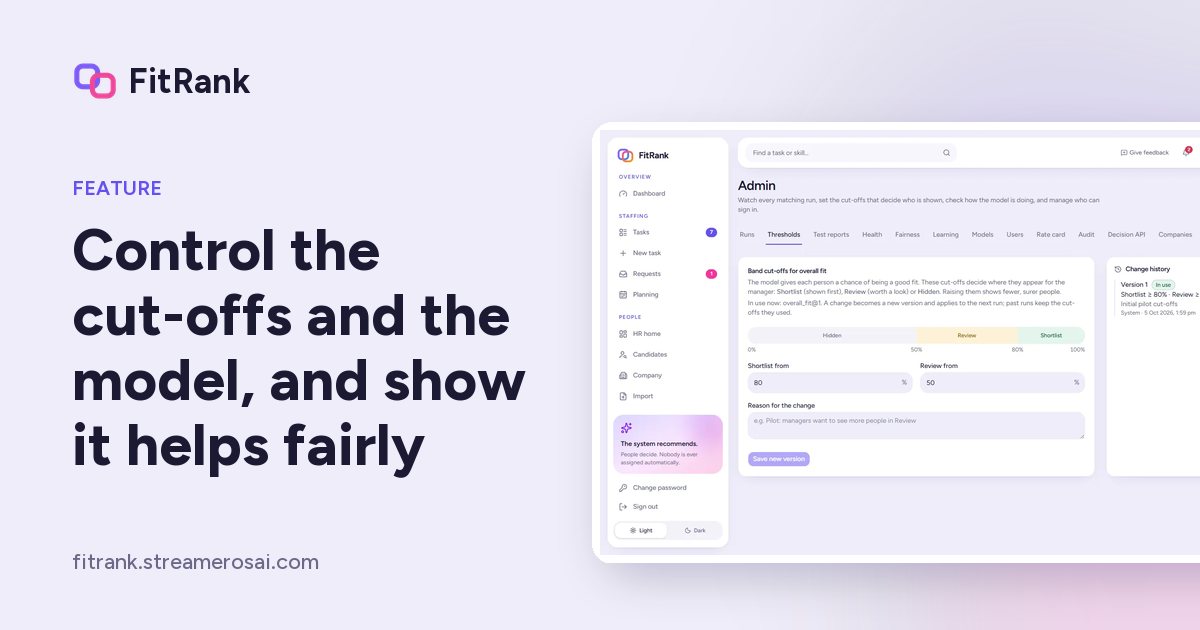 FitRank
FEATURE
Control the
cut-offs and the
model, and show
it helps fairly
fitrank.streamerosai.com
FitRank
OVERVIEW
Dashboard
STAFFING
Tasks 7
New task
Requests 1
Planning
PEOPLE
HR home
Candidates
Company
Import
The system recommends.
People decide. Nobody is ever
assigned automatically.
Change password
Sign out
Light Dark
Find a task or skill...
Give feedback
Admin
Watch every matching run, set the cut-offs that decide who is shown, check how the model is doing, and manage who can
sign in.
Runs Thresholds Test reports Health Fairness Learning Models Users Rate card Audit Decision API Companies
Band cut-offs for overall fit
The model gives each person a chance of being a good fit. These cut-offs decide where they appear for the
manager: Shortlist (shown first), Review (worth a look) or Hidden. Raising them shows fewer, surer people.
In use now: overall_fit@1. A change becomes a new version and applies to the next run; past runs keep the cut-
offs they used.
Hidden Review Shortlist
0% 50% 80% 100%
Shortlist from Review from
80 % 50 %
Reason for the change
e.g. Pilot: managers want to see more people in Review
Save new version
Change history
Version 1 In use
Shortlist ≥ 80% · Review ≥
Initial pilot cut-offs
System · 5 Oct 2026, 1:59 pm